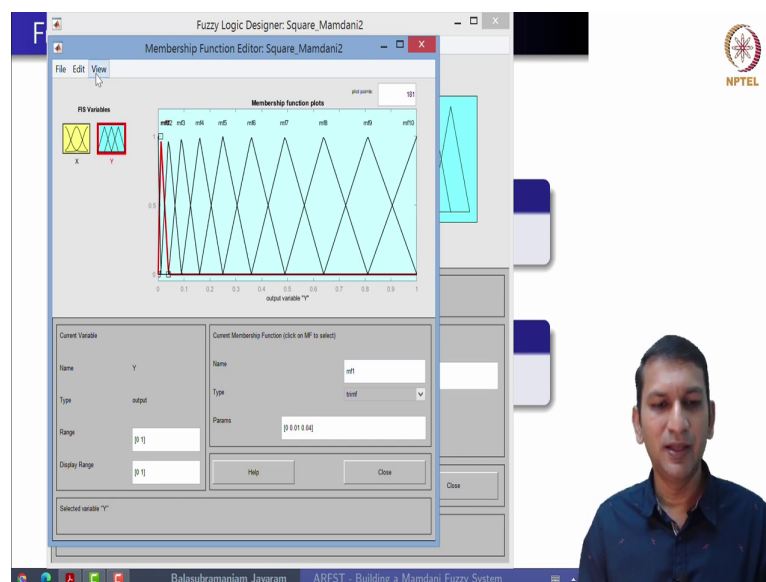 F
Fuzzy Logic Designer: Square_Mamdani2
Membership Function Editor: Square_Mamdani2
File Edit View
NPTEL
FIS Variables
X Y
Membership function plots
plot points: 181
mf2 mf3 mf4 mf5 mf6 mf7 mf8 mf9 mf10
1
0.5
0
0 0.1 0.2 0.3 0.4 0.5 0.6 0.7 0.8 0.9 1
output variable "Y"
Current Variable
Name Y
Type output
Range [0 1]
Display Range [0 1]
Current Membership Function (click on MF to select)
Name mf1
Type trimf
Params [0 0.01 0.04]
Help Close
Close
Selected variable "Y"
Balasubramaniam Jayaram AREST - Building a Mamdani Fuzzy System